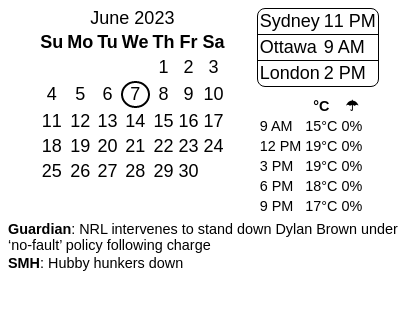 June 2023
Su Mo Tu We Th Fr Sa
1 2 3
4 5 6 7 8 9 10
11 12 13 14 15 16 17
18 19 20 21 22 23 24
25 26 27 28 29 30
Sydney 11 PM
Ottawa 9 AM
London 2 PM
°C ☂
9 AM 15°C 0%
12 PM 19°C 0%
3 PM 19°C 0%
6 PM 18°C 0%
9 PM 17°C 0%
Guardian: NRL intervenes to stand down Dylan Brown under
‘no-fault’ policy following charge
SMH: Hubby hunkers down